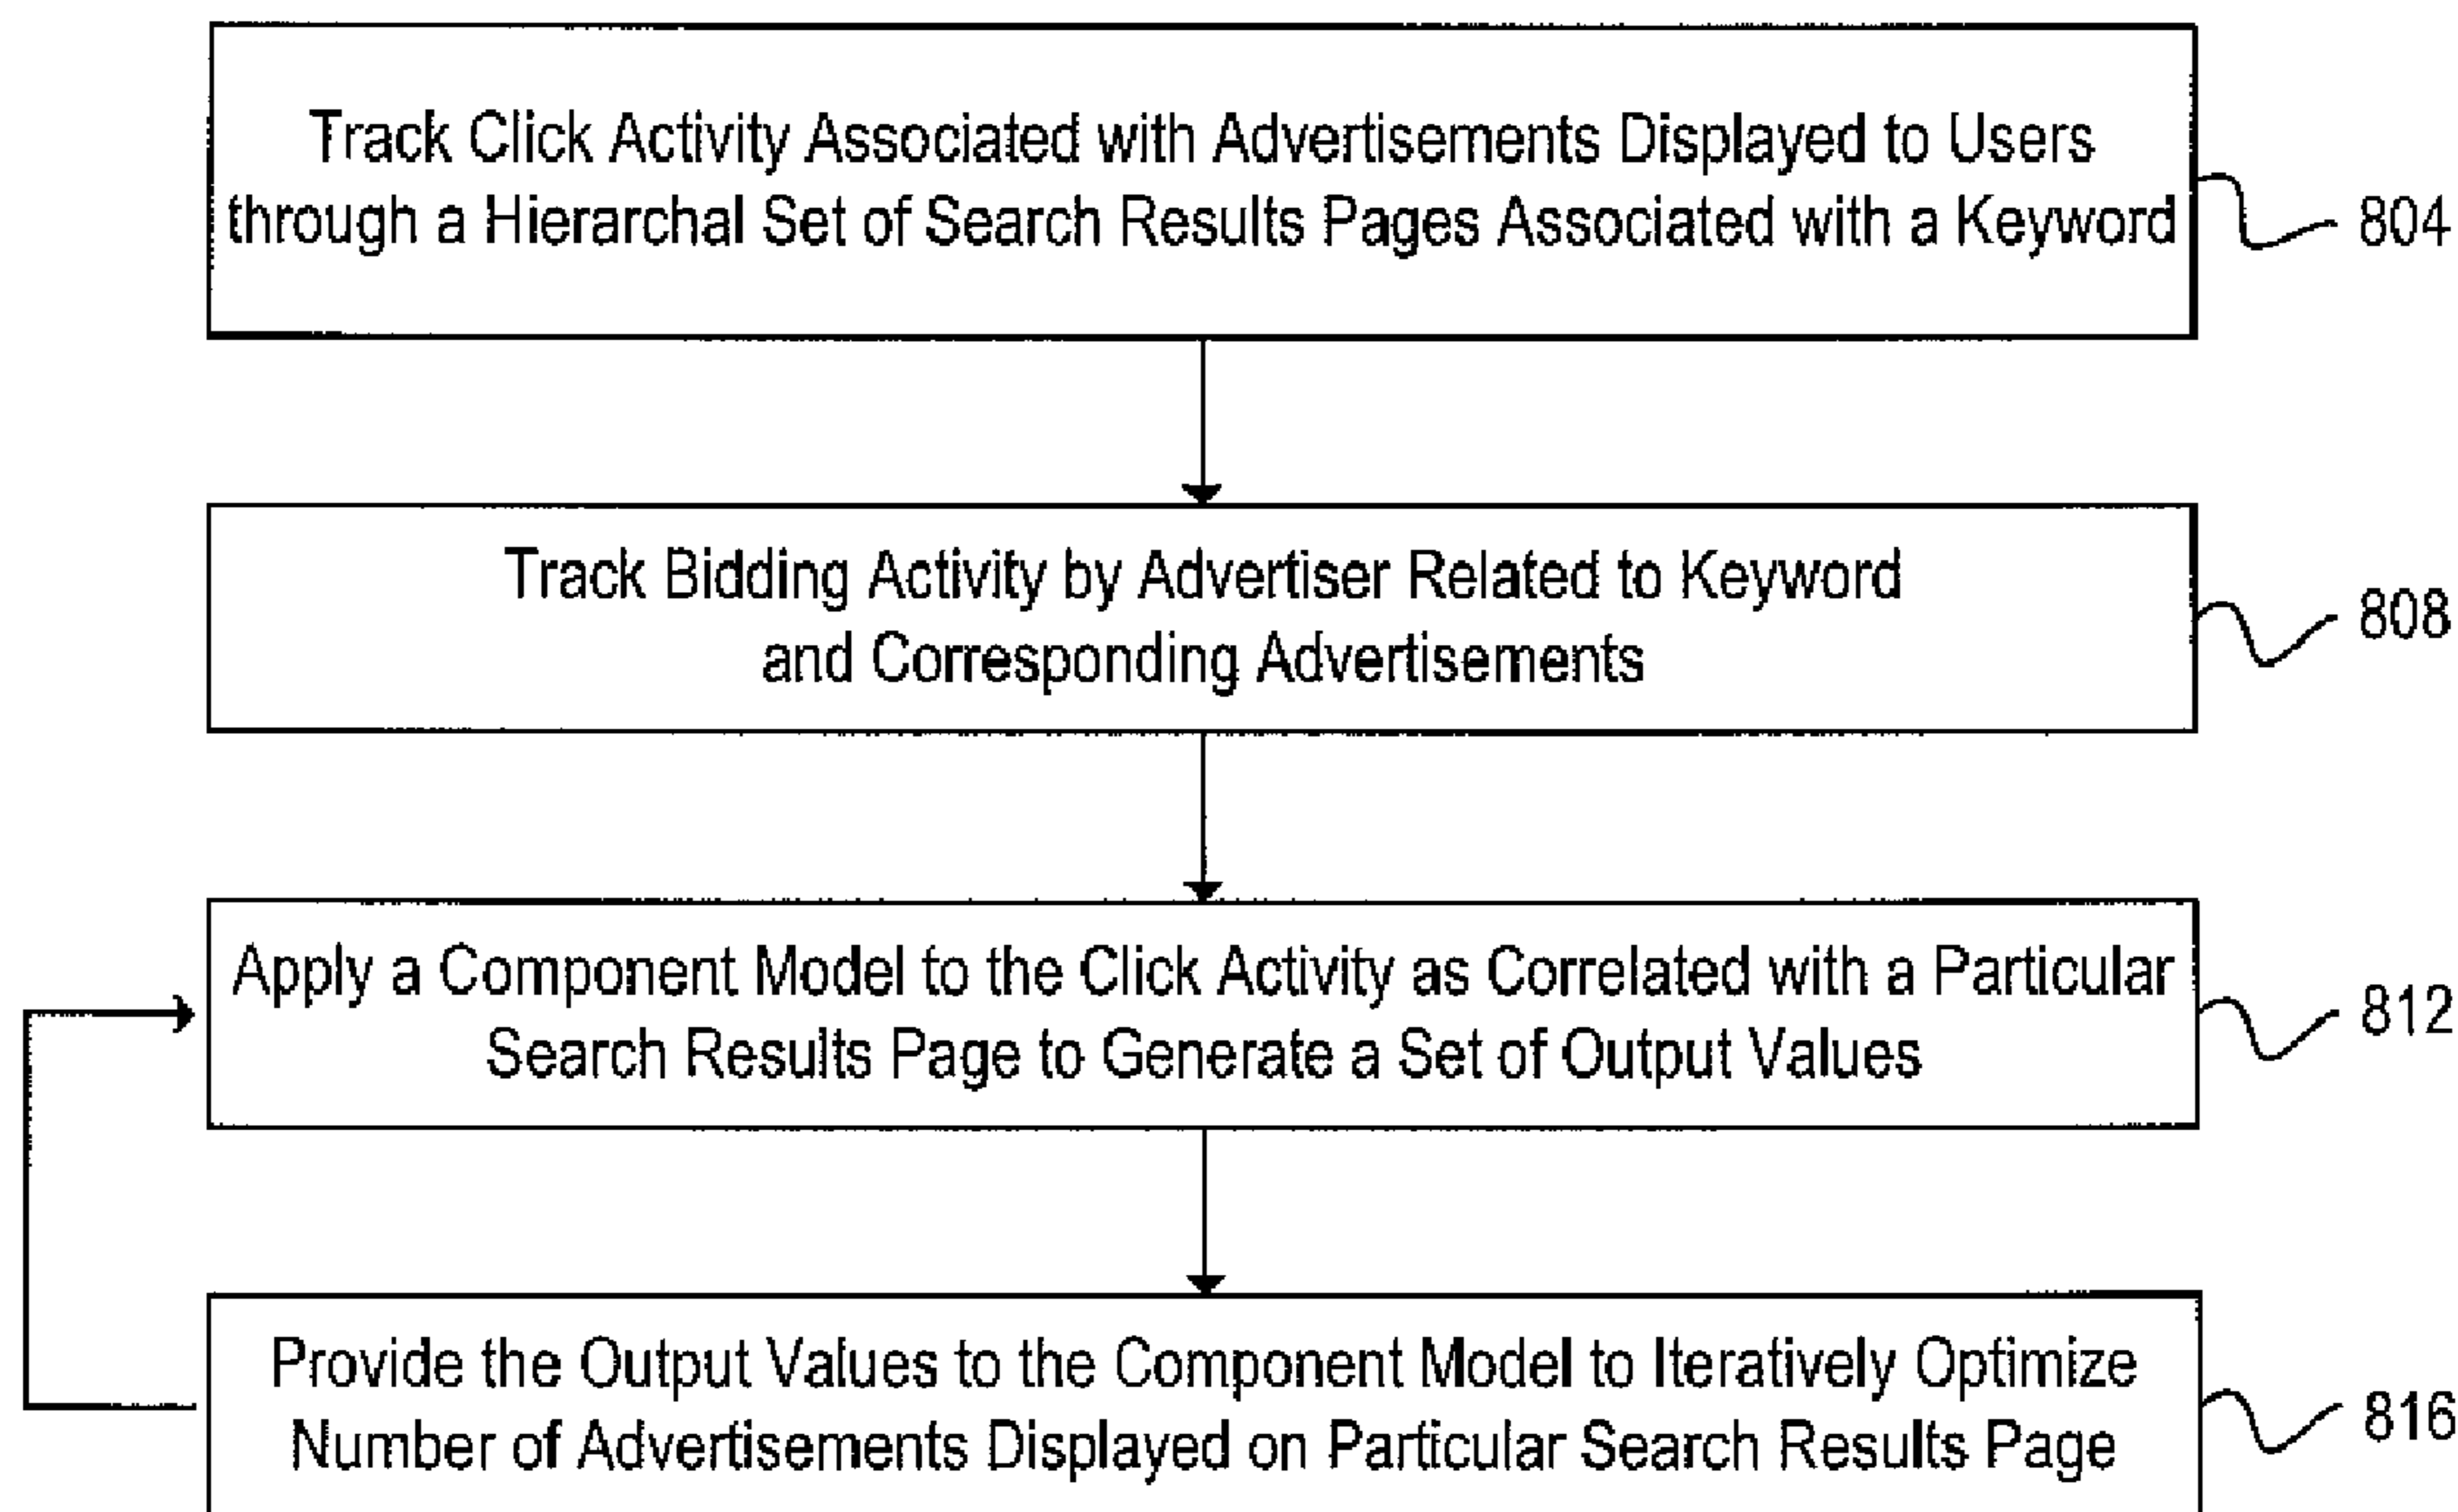 Track Click Activity Associated with Advertisements Displayed to Users
through a Hierarchal Set of Search Results Pages Associated with a Keyword
804
Track Bidding Activity by Advertiser Related to Keyword
and Corresponding Advertisements
808
Apply a Component Model to the Click Activity as Correlated with a Particular
Search Results Page to Generate a Set of Output Values
812
Provide the Output Values to the Component Model to Iteratively Optimize
Number of Advertisements Displayed on Particular Search Results Page
816